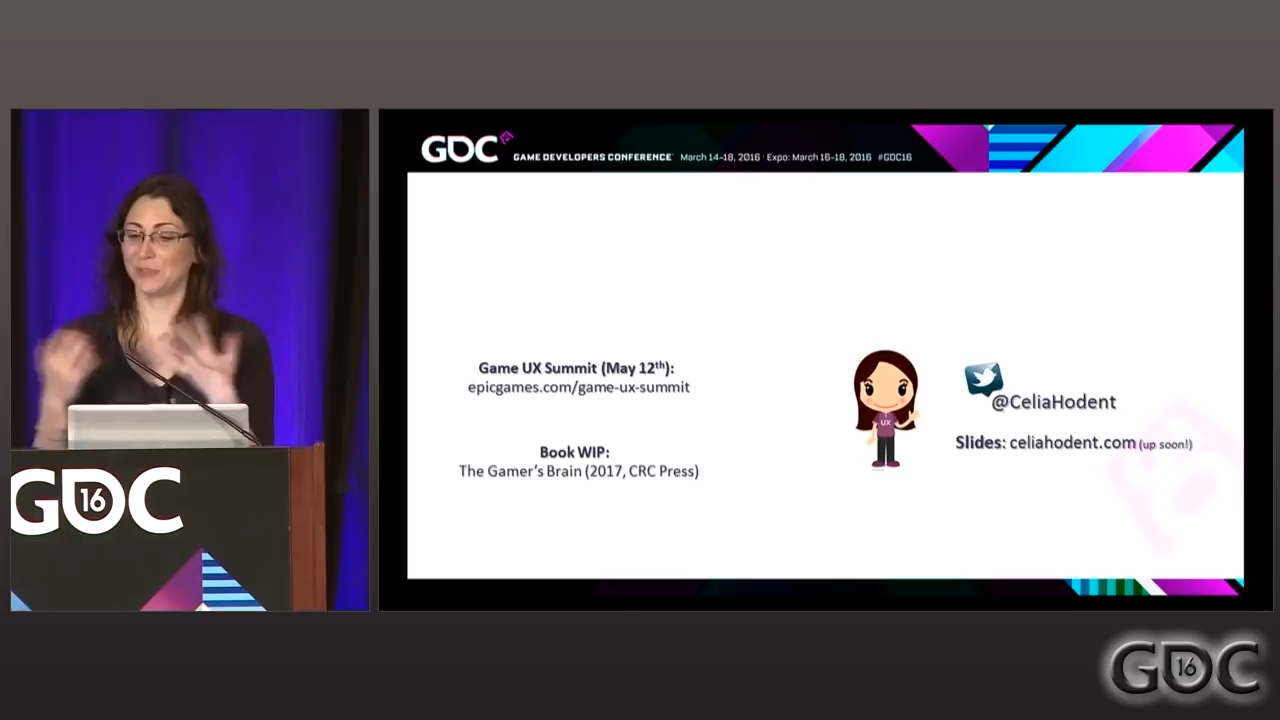 GDC
GAME DEVELOPERS CONFERENCE March 14-18, 2016 · Expo: March 16-18, 2016 #GDC16
Game UX Summit (May 12th):
epicgames.com/game-ux-summit
Book WIP:
The Gamer's Brain (2017, CRC Press)
UX
@CeliaHodent
Slides: celiahodent.com (up soon!)
GDC 16
GDC 16